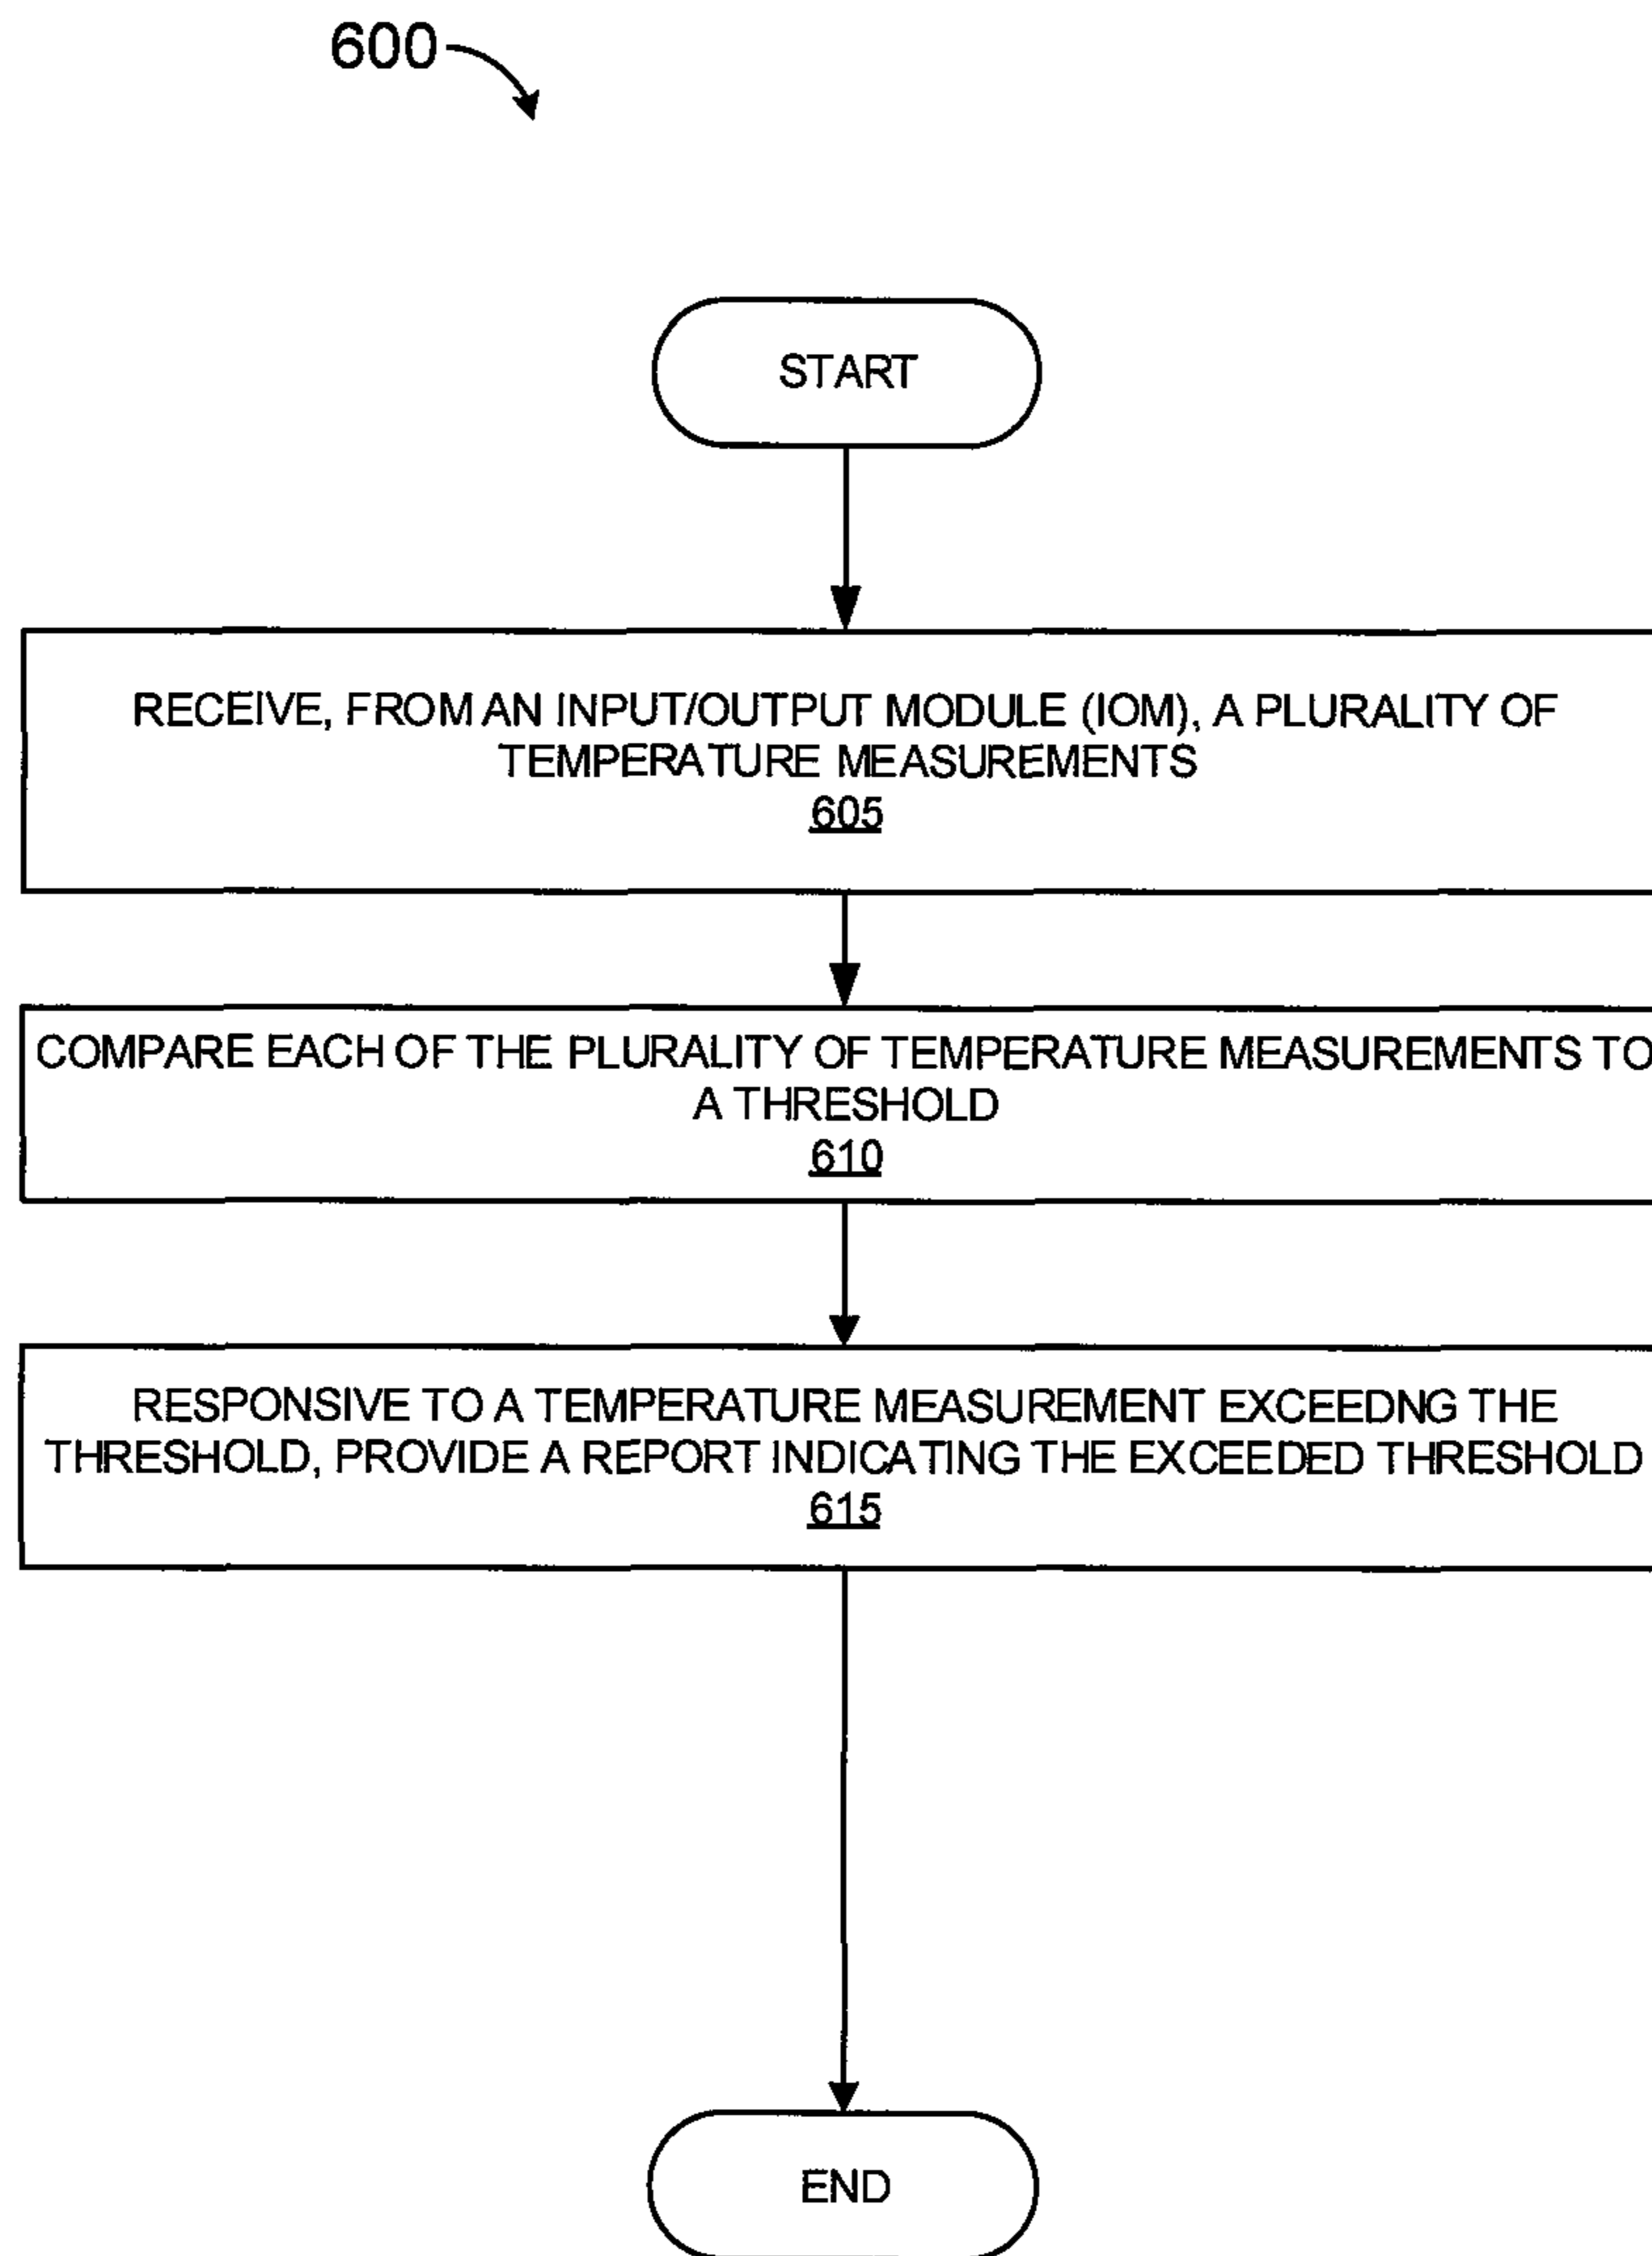 600
START
RECEIVE, FROM AN INPUT/OUTPUT MODULE (IOM), A PLURALITY OF
TEMPERATURE MEASUREMENTS
605
COMPARE EACH OF THE PLURALITY OF TEMPERATURE MEASUREMENTS TO
A THRESHOLD
610
RESPONSIVE TO A TEMPERATURE MEASUREMENT EXCEEDNG THE
THRESHOLD, PROVIDE A REPORT INDICATING THE EXCEEDED THRESHOLD
615
END